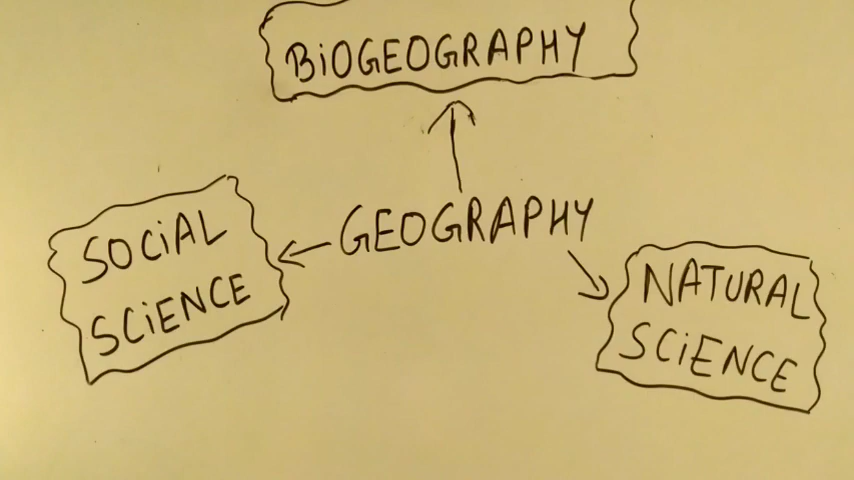 BiOGEOGRAPHY
GEOGRAPHY
SOCiAL
SCiENCE
NATURAL
SCiENCE